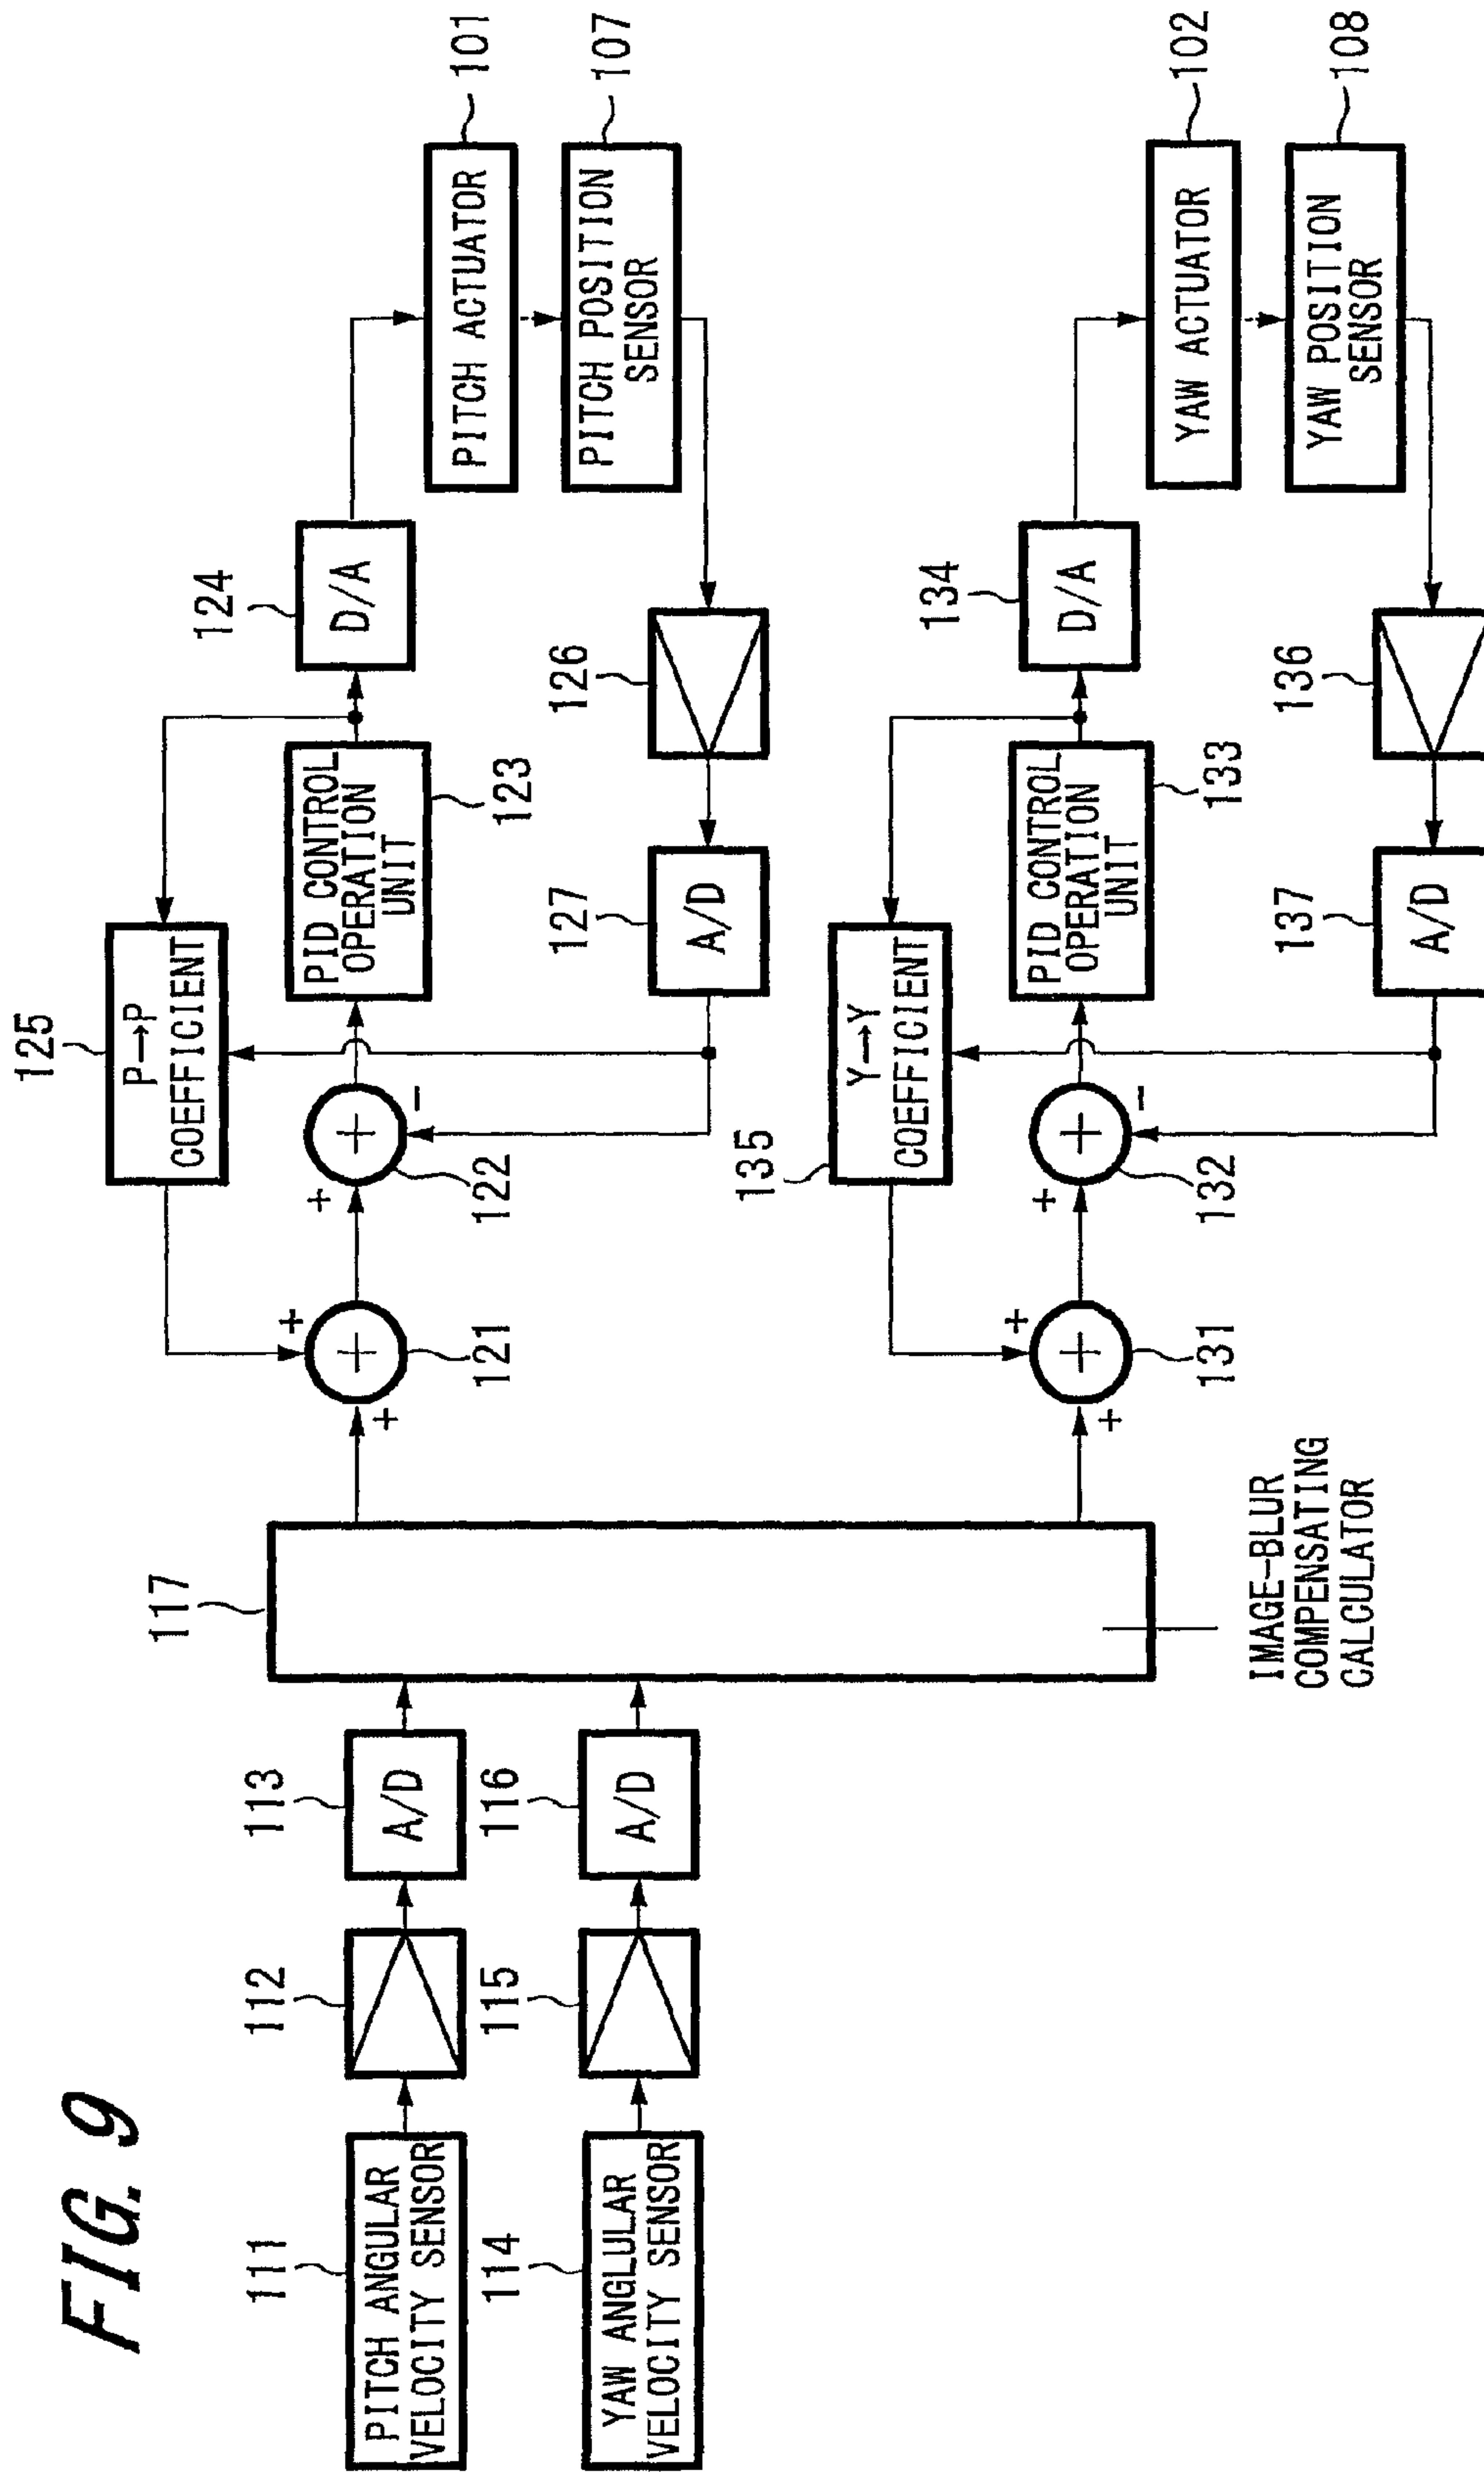 FIG. 9
111
PITCH ANGULAR
VELOCITY SENSOR
112
113
A/D
114
YAW ANGLULAR
VELOCITY SENSOR
115
116
A/D
117
IMAGE-BLUR
COMPENSATING
CALCULATOR
125
P→P
COEFFICIENT
+
+
+
121
+
+
−
122
PID CONTROL
OPERATION
UNIT
123
124
D/A
127
A/D
126
PITCH ACTUATOR
101
PITCH POSITION
SENSOR
107
135
Y→Y
COEFFICIENT
+
+
+
131
+
+
−
132
PID CONTROL
OPERATION
UNIT
133
134
D/A
137
A/D
136
YAW ACTUATOR
102
YAW POSITION
SENSOR
108